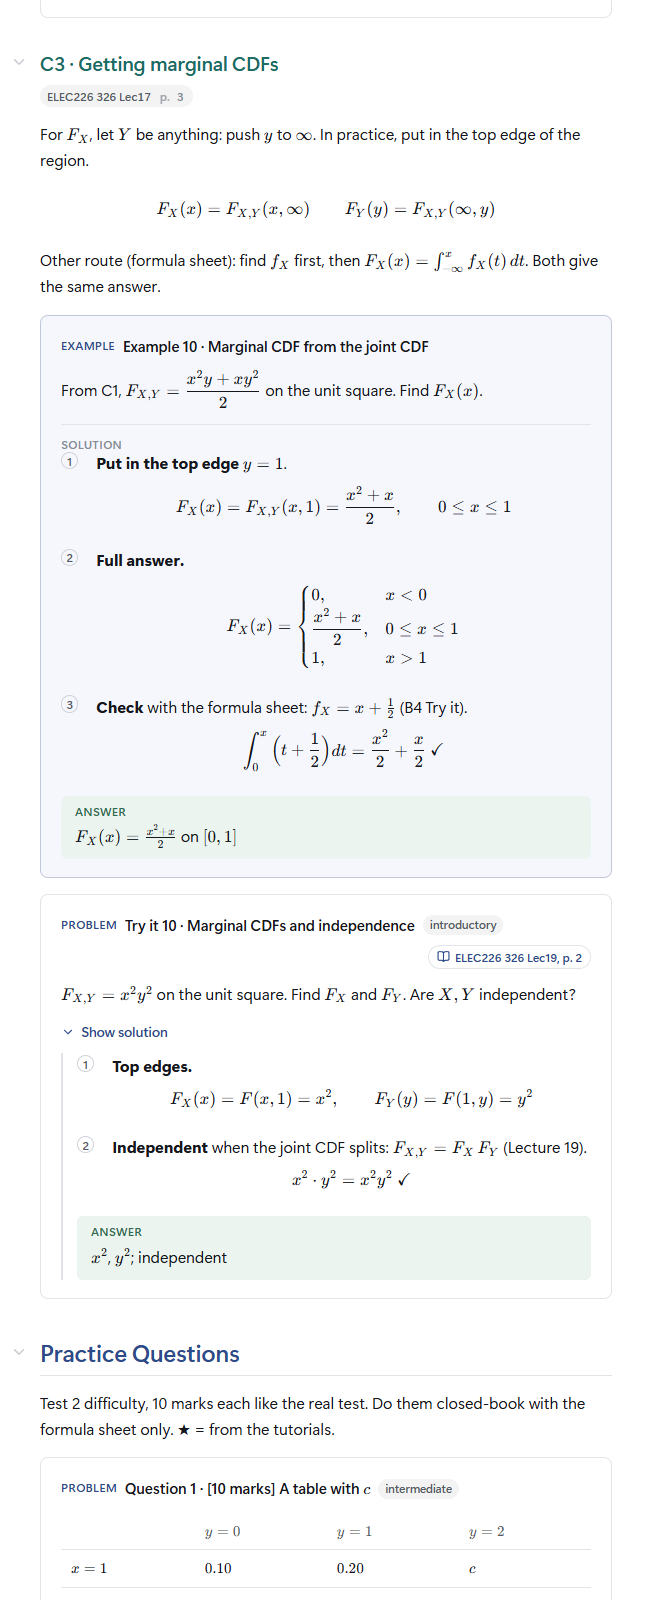 C3 · Getting marginal CDFs
ELEC226 326 Lec17 p. 3
For F_X, let Y be anything: push y to ∞. In practice, put in the top edge of the
region.
F_X(x) = F_{X,Y}(x, ∞)    F_Y(y) = F_{X,Y}(∞, y)
Other route (formula sheet): find f_X first, then F_X(x) = ∫_{−∞}^{x} f_X(t) dt. Both give
the same answer.
EXAMPLE Example 10 · Marginal CDF from the joint CDF
From C1, F_{X,Y} = (x²y + xy²)/2 on the unit square. Find F_X(x).
SOLUTION
1 Put in the top edge y = 1.
F_X(x) = F_{X,Y}(x, 1) = (x² + x)/2,    0 ≤ x ≤ 1
2 Full answer.
F_X(x) = { 0,    x < 0
(x² + x)/2,    0 ≤ x ≤ 1
1,    x > 1
3 Check with the formula sheet: f_X = x + 1/2 (B4 Try it).
∫_0^x (t + 1/2) dt = x²/2 + x/2 ✓
ANSWER
F_X(x) = (x²+x)/2 on [0, 1]
PROBLEM Try it 10 · Marginal CDFs and independence introductory
ELEC226 326 Lec19, p. 2
F_{X,Y} = x²y² on the unit square. Find F_X and F_Y. Are X, Y independent?
Show solution
1 Top edges.
F_X(x) = F(x, 1) = x²,    F_Y(y) = F(1, y) = y²
2 Independent when the joint CDF splits: F_{X,Y} = F_X F_Y (Lecture 19).
x² · y² = x²y² ✓
ANSWER
x², y²; independent
Practice Questions
Test 2 difficulty, 10 marks each like the real test. Do them closed-book with the
formula sheet only. ★ = from the tutorials.
PROBLEM Question 1 · [10 marks] A table with c intermediate
y = 0    y = 1    y = 2
x = 1    0.10    0.20    c